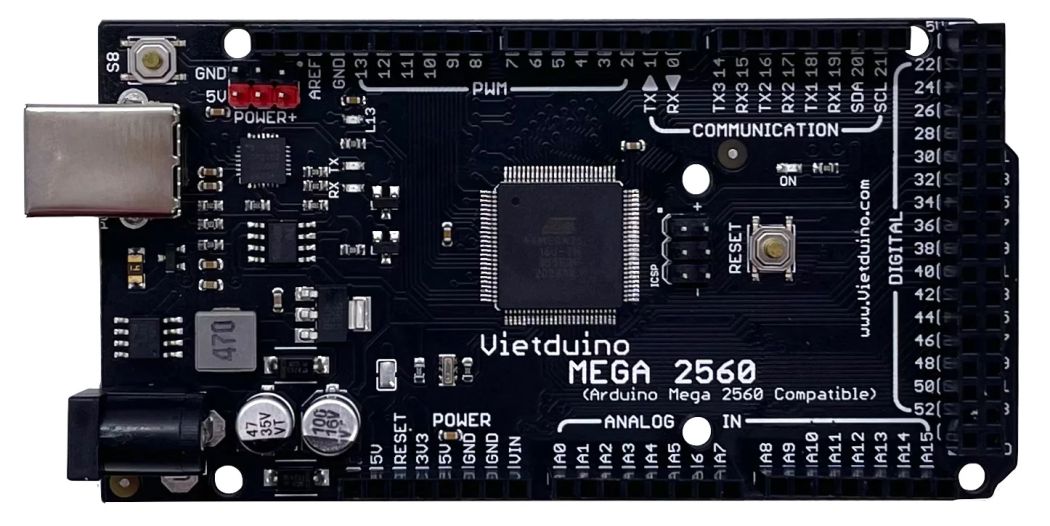 S8
GND
5V
POWER+
AREF
GND
13
12
11
10
9
8
7
6
5
4
3
2
1
0
PWM
TX
RX
TX3 14
RX3 15
TX2 16
RX2 17
TX1 18
RX1 19
SDA 20
SCL 21
COMMUNICATION
L13
TX
RX
ON
22
24
26
28
30
32
34
36
38
40
42
44
46
48
50
52
DIGITAL
www.Vietduino.com
RESET
ICSP
+
-
470
47
35V
VT
100
16V
Vietduino
MEGA 2560
(Arduino Mega 2560 Compatible)
POWER
5V
RESET
3V3
5V
GND
GND
VIN
ANALOG IN
A0
A1
A2
A3
A4
A5
A7
A8
A9
A10
A11
A12
A13
A14
A15